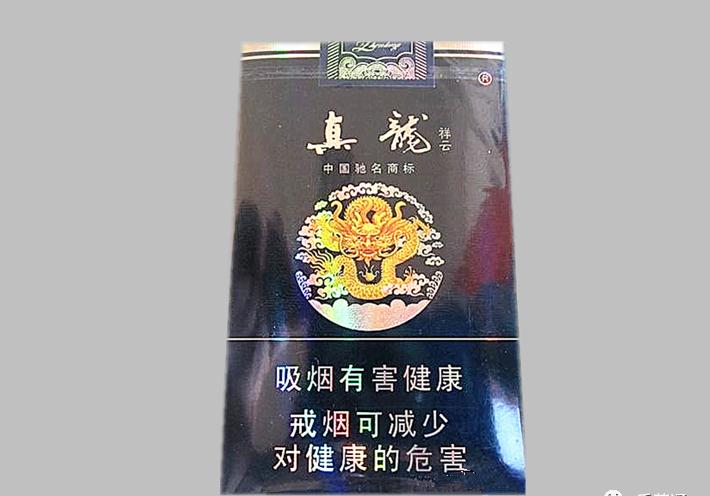 ®
真龍
祥云
中国驰名商标
吸烟有害健康
戒烟可减少
对健康的危害